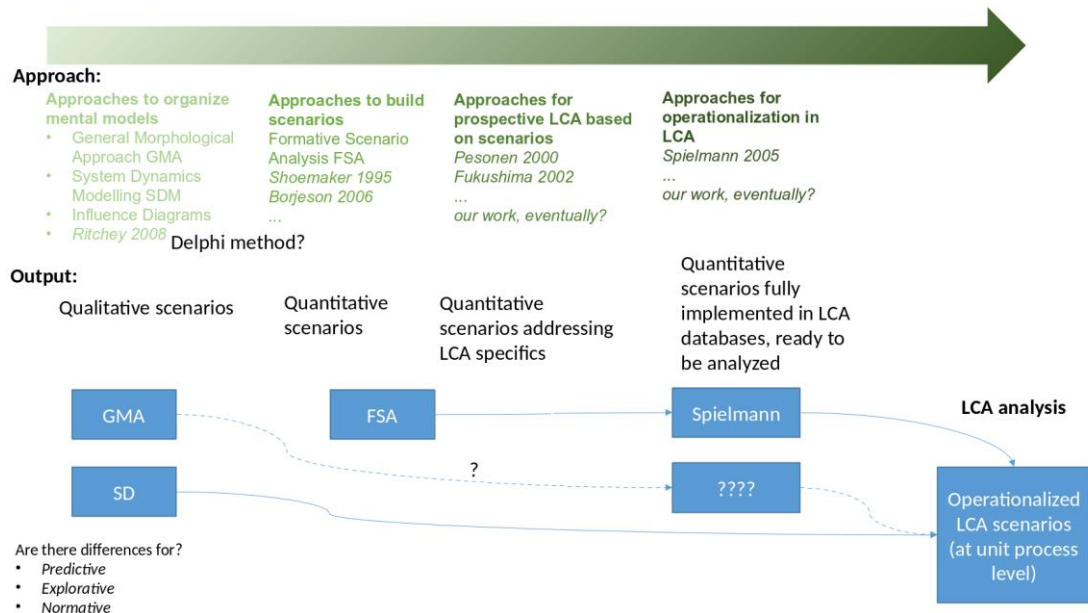 Approach:
Approaches to organize
mental models
• General Morphological
Approach GMA
• System Dynamics
Modelling SDM
• Influence Diagrams
• Ritchey 2008
Delphi method?
Approaches to build
scenarios
Formative Scenario
Analysis FSA
Shoemaker 1995
Borjeson 2006
...
Approaches for
prospective LCA based
on scenarios
Pesonen 2000
Fukushima 2002
...
our work, eventually?
Approaches for
operationalization in
LCA
Spielmann 2005
...
our work, eventually?
Output:
Qualitative scenarios
Quantitative
scenarios
Quantitative
scenarios addressing
LCA specifics
Quantitative
scenarios fully
implemented in LCA
databases, ready to
be analyzed
GMA
FSA
Spielmann
LCA analysis
?
SD
????
Operationalized
LCA scenarios
(at unit process
level)
Are there differences for?
• Predictive
• Explorative
• Normative